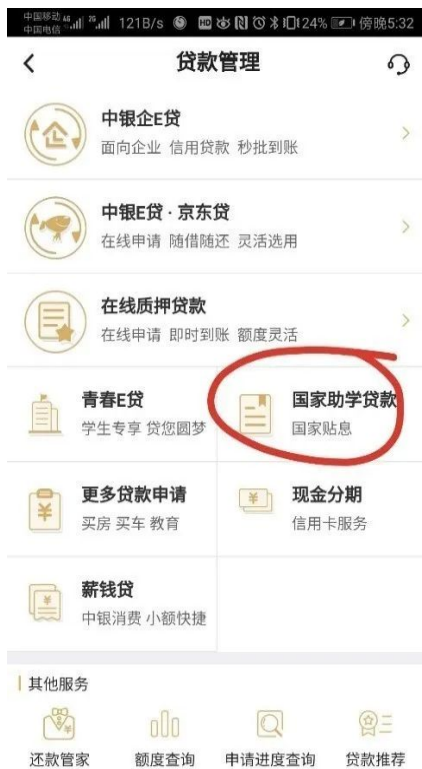 中国移动 46 26 121B/s HD 24% 傍晚5:32
中国电信
贷款管理
中银企E贷
面向企业 信用贷款 秒批到账
中银E贷 · 京东贷
在线申请 随借随还 灵活选用
在线质押贷款
在线申请 即时到账 额度灵活
青春E贷
学生专享 贷您圆梦
国家助学贷款
国家贴息
更多贷款申请
买房 买车 教育
现金分期
信用卡服务
薪钱贷
中银消费 小额快捷
其他服务
还款管家
额度查询
申请进度查询
贷款推荐